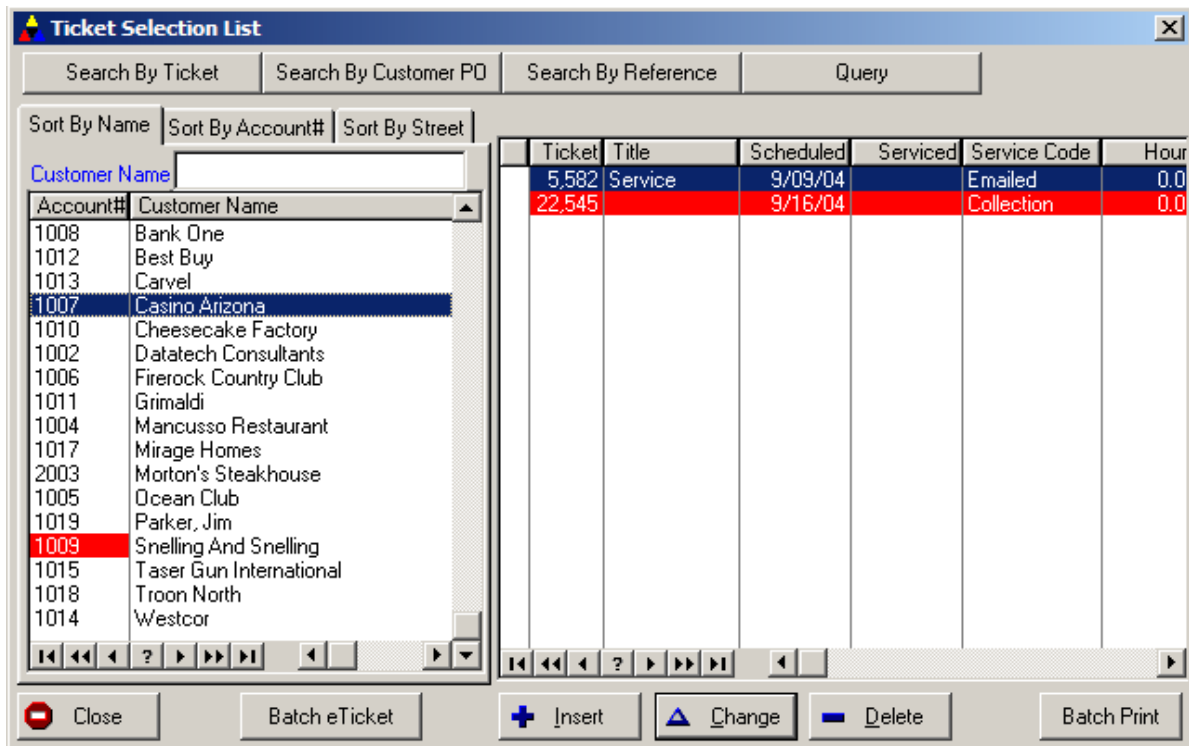 Ticket Selection List
Search By Ticket Search By Customer PO Search By Reference Query
Sort By Name Sort By Account# Sort By Street
Customer Name
Account# Customer Name
1008 Bank One
1012 Best Buy
1013 Carvel
1007 Casino Arizona
1010 Cheesecake Factory
1002 Datatech Consultants
1006 Firerock Country Club
1011 Grimaldi
1004 Mancusso Restaurant
1017 Mirage Homes
2003 Morton's Steakhouse
1005 Ocean Club
1019 Parker, Jim
1009 Snelling And Snelling
1015 Taser Gun International
1018 Troon North
1014 Westcor
?
Ticket Title Scheduled Serviced Service Code Hour
5,582 Service 9/09/04 Emailed 0.0
22,545 9/16/04 Collection 0.0
?
Close Batch eTicket Insert Change Delete Batch Print